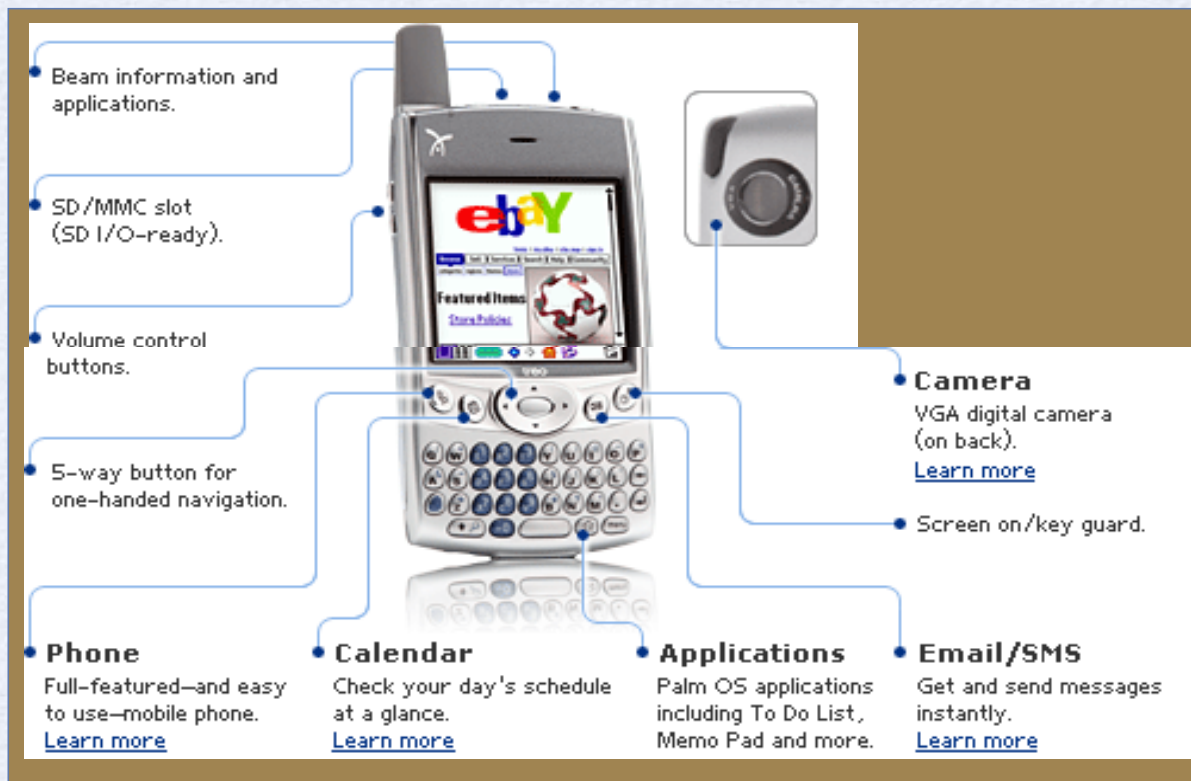 Beam information and
applications.
SD/MMC slot
(SD I/O-ready).
Volume control
buttons.
5-way button for
one-handed navigation.
ebaY
Featured Items
Store Policies
Camera
VGA digital camera
(on back).
Learn more
Screen on/key guard.
Phone
Full-featured—and easy
to use—mobile phone.
Learn more
Calendar
Check your day's schedule
at a glance.
Learn more
Applications
Palm OS applications
including To Do List,
Memo Pad and more.
Email/SMS
Get and send messages
instantly.
Learn more